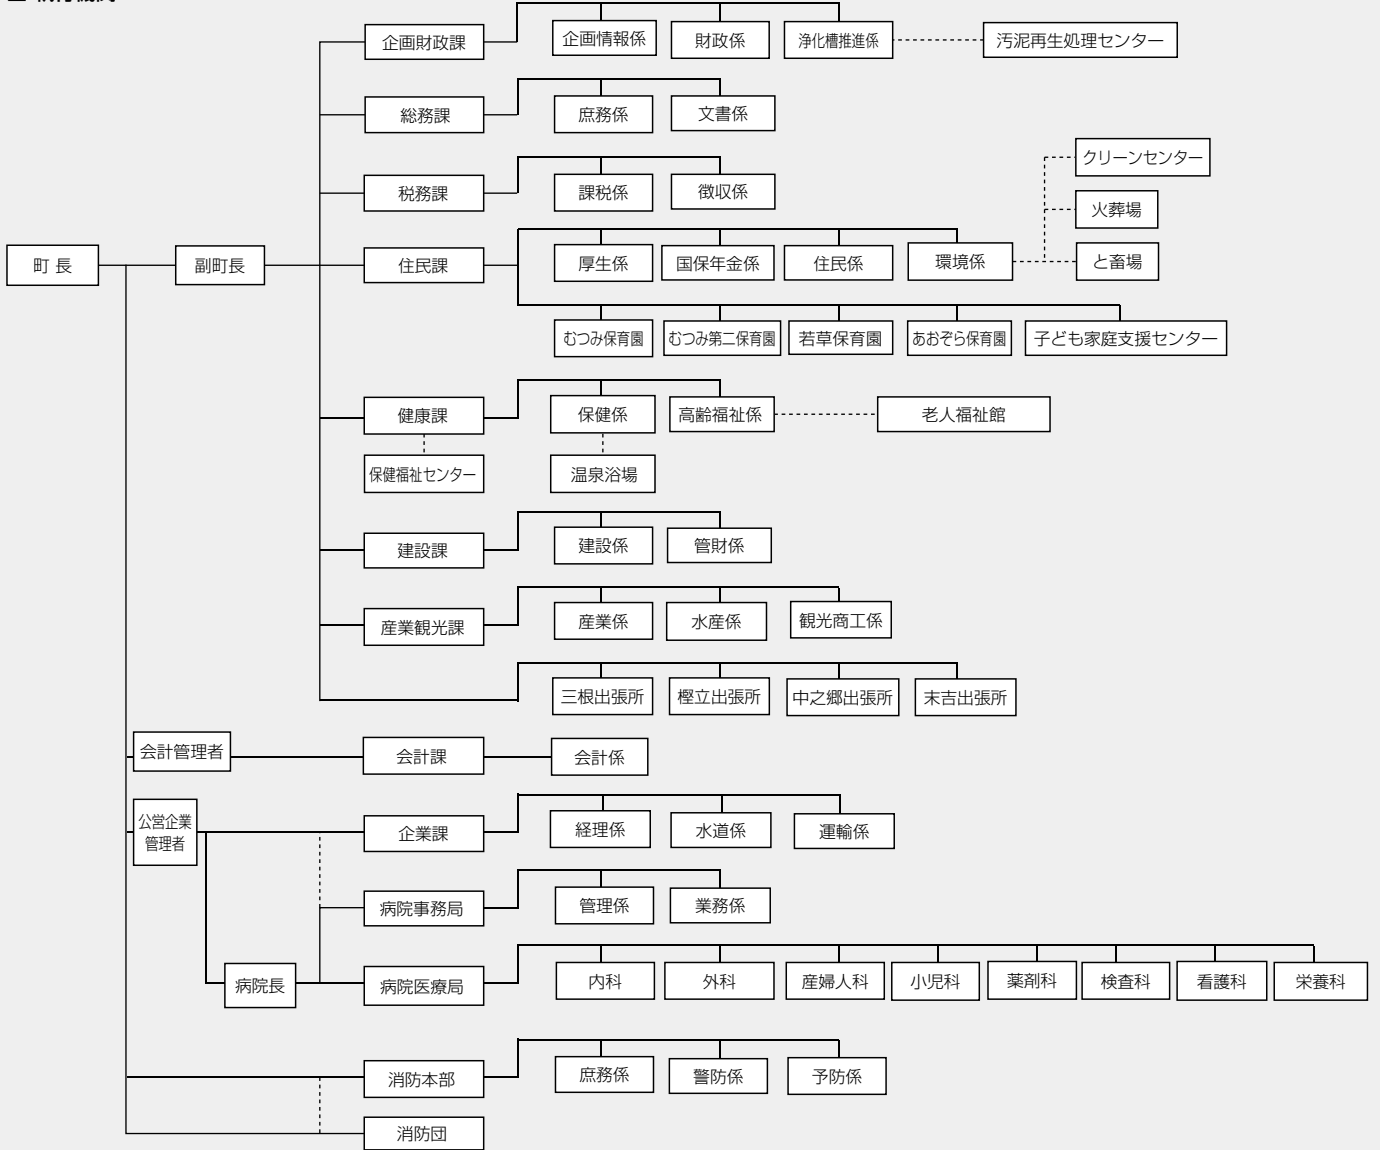 企画財政課
企画情報係
財政係
浄化槽推進係
汚泥再生処理センター
総務課
庶務係
文書係
クリーンセンター
税務課
課税係
徴収係
火葬場
町 長
副町長
住民課
厚生係
国保年金係
住民係
環境係
と畜場
むつみ保育園
むつみ第二保育園
若草保育園
あおぞら保育園
子ども家庭支援センター
健康課
保健係
高齢福祉係
老人福祉館
保健福祉センター
温泉浴場
建設課
建設係
管財係
産業観光課
産業係
水産係
観光商工係
三根出張所
樫立出張所
中之郷出張所
末吉出張所
会計管理者
会計課
会計係
公営企業
管理者
企業課
経理係
水道係
運輸係
病院事務局
管理係
業務係
病院長
病院医療局
内科
外科
産婦人科
小児科
薬剤科
検査科
看護科
栄養科
消防本部
庶務係
警防係
予防係
消防団